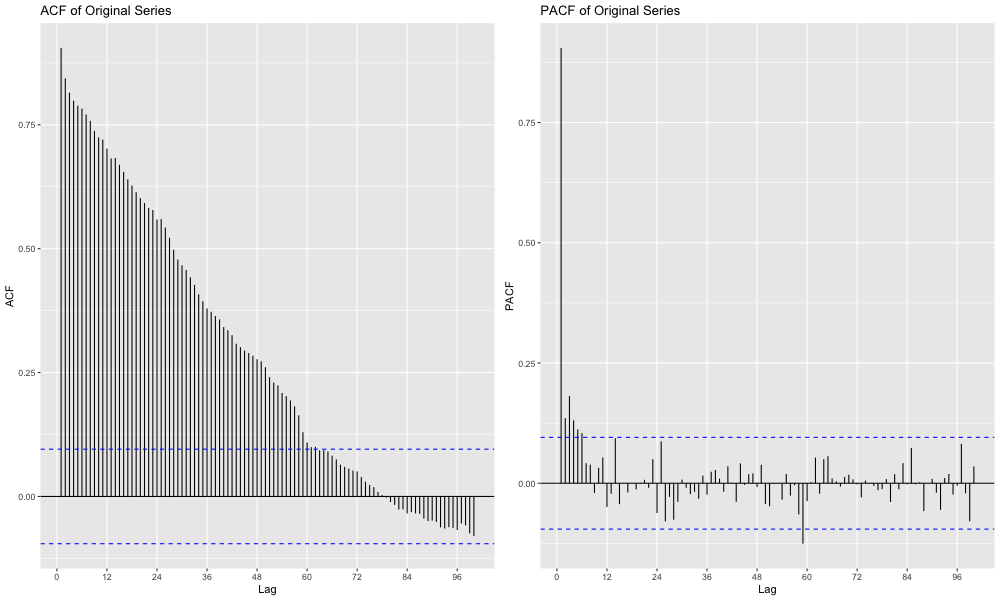 ACF of Original Series
0.75
0.50
0.25
0.00
ACF
0 12 24 36 48 60 72 84 96
Lag
PACF of Original Series
0.75
0.50
0.25
0.00
PACF
0 12 24 36 48 60 72 84 96
Lag